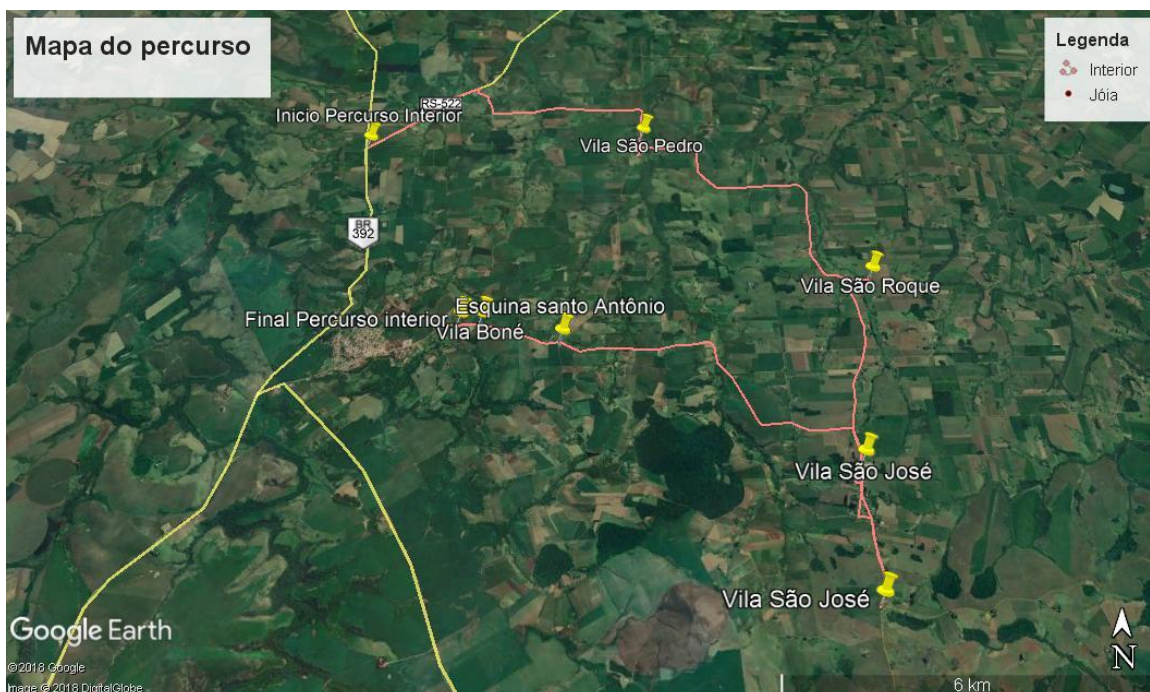 Mapa do percurso
Legenda
Interior
Jóia
RS-522
Inicio Percurso Interior
Vila São Pedro
BR
392
Vila São Roque
Esquina santo Antônio
Final Percurso interior
Vila Boné
Vila São José
Vila São José
Google Earth
N
©2018 Google
Image © 2018 DigitalGlobe
6 km